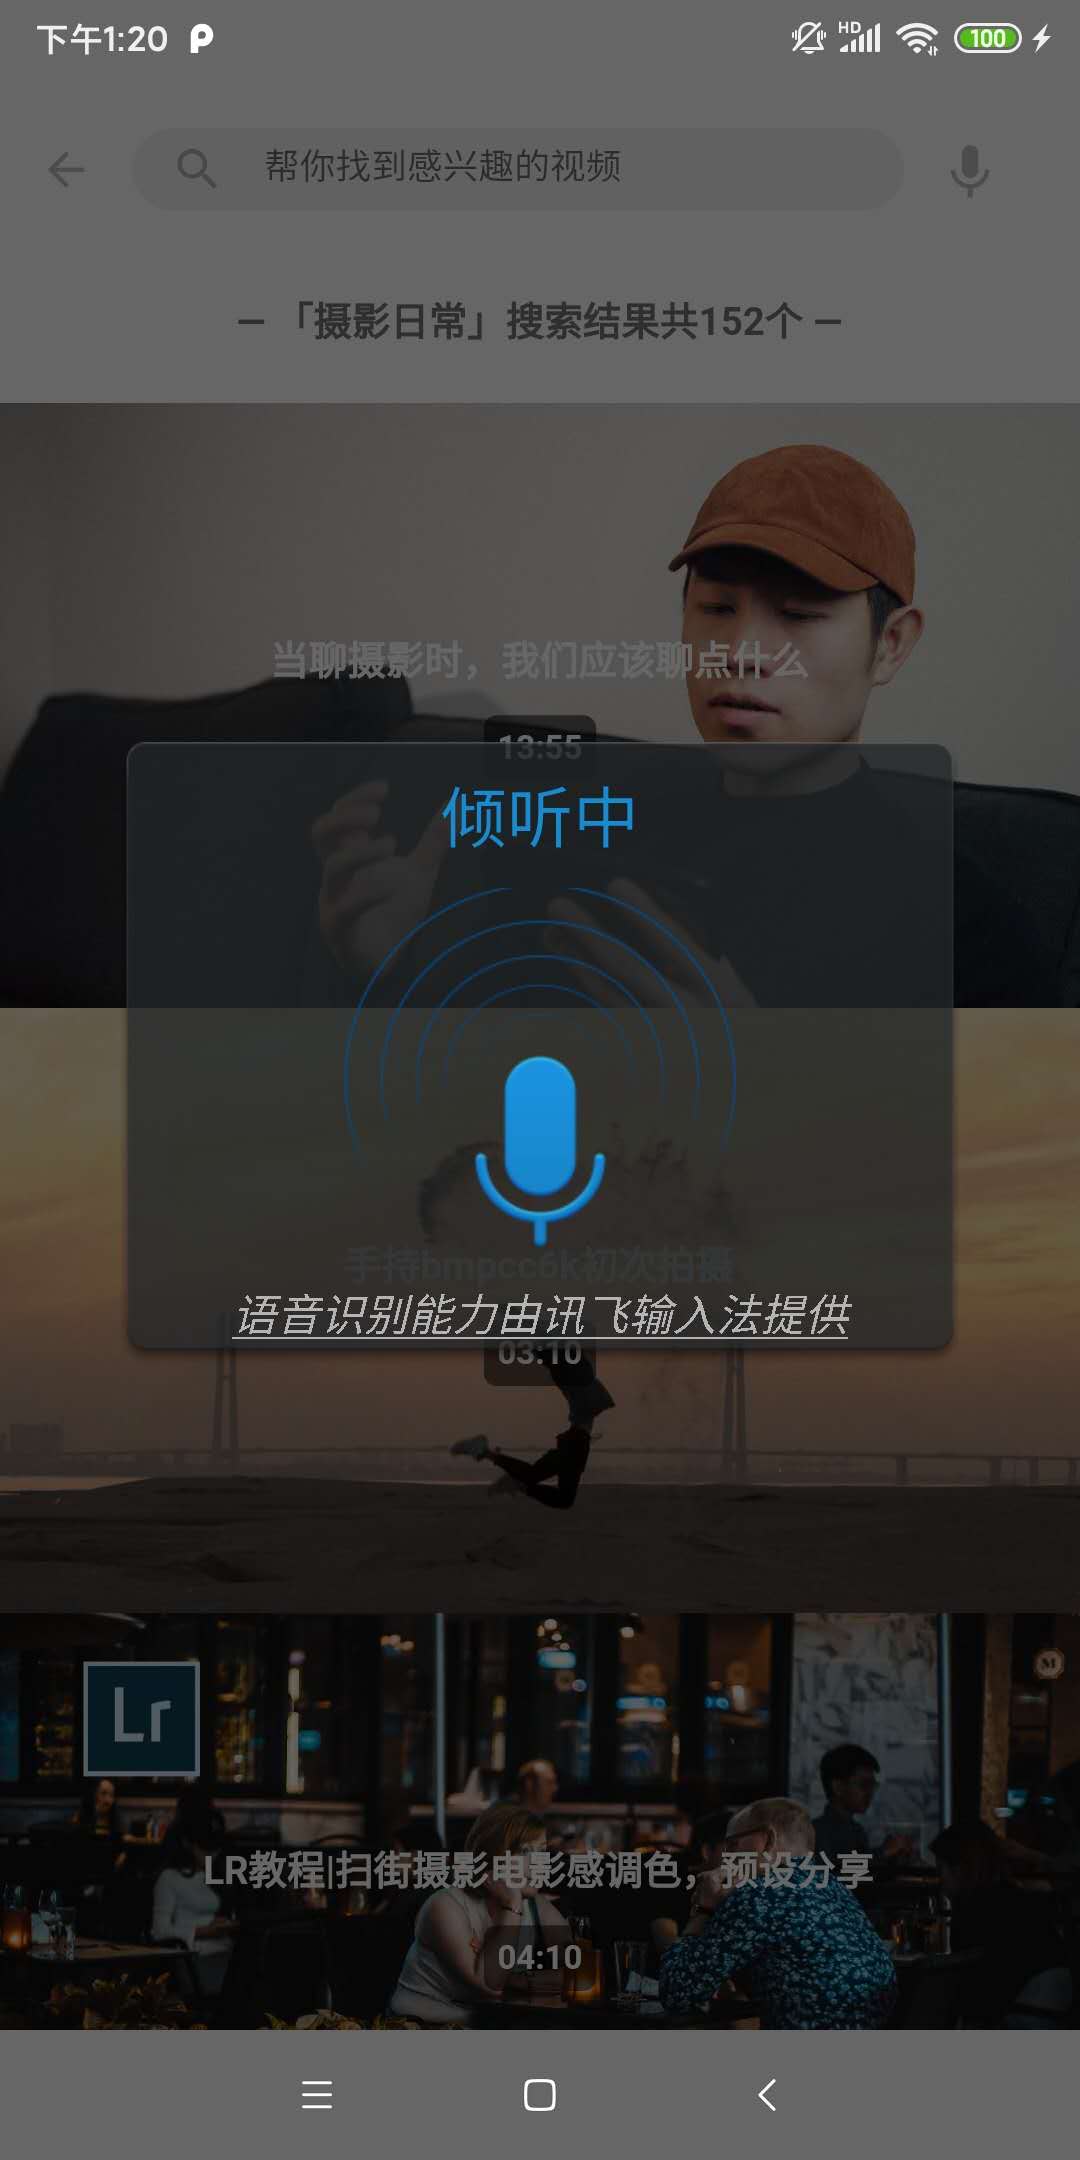 下午1:20
HD
100
帮你找到感兴趣的视频
— 「摄影日常」搜索结果共152个 —
当聊摄影时，我们应该聊点什么
13:55
倾听中
手持bmpcc6k初次拍摄
语音识别能力由讯飞输入法提供
03:10
M
Lr
LR教程|扫街摄影电影感调色，预设分享
04:10